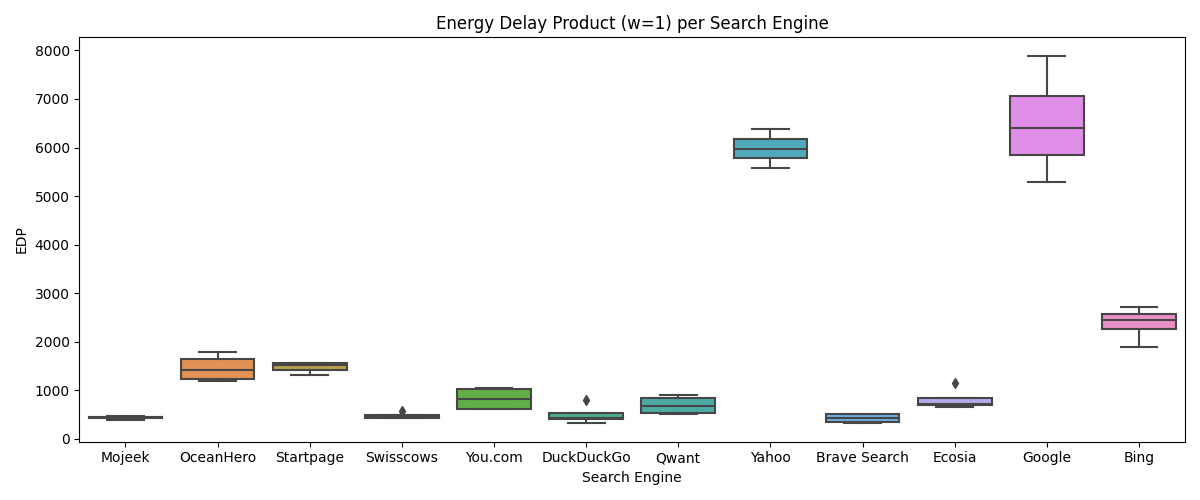 Energy Delay Product (w=1) per Search Engine
8000
7000
6000
5000
4000
3000
2000
1000
0
EDP
Mojeek OceanHero Startpage Swisscows You.com DuckDuckGo Qwant Yahoo Brave Search Ecosia Google Bing
Search Engine